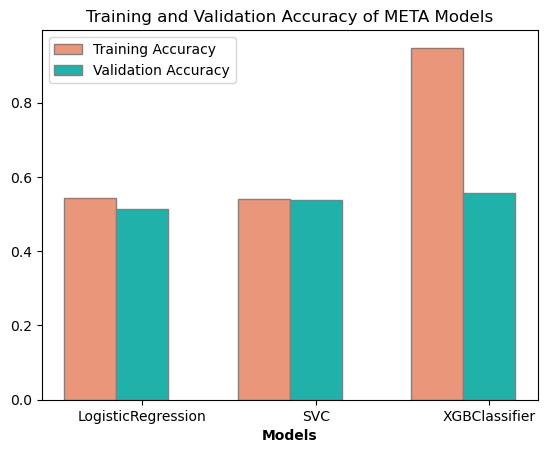 Training and Validation Accuracy of META Models
Training Accuracy
Validation Accuracy
0.8
0.6
0.4
0.2
0.0
LogisticRegression SVC XGBClassifier
Models